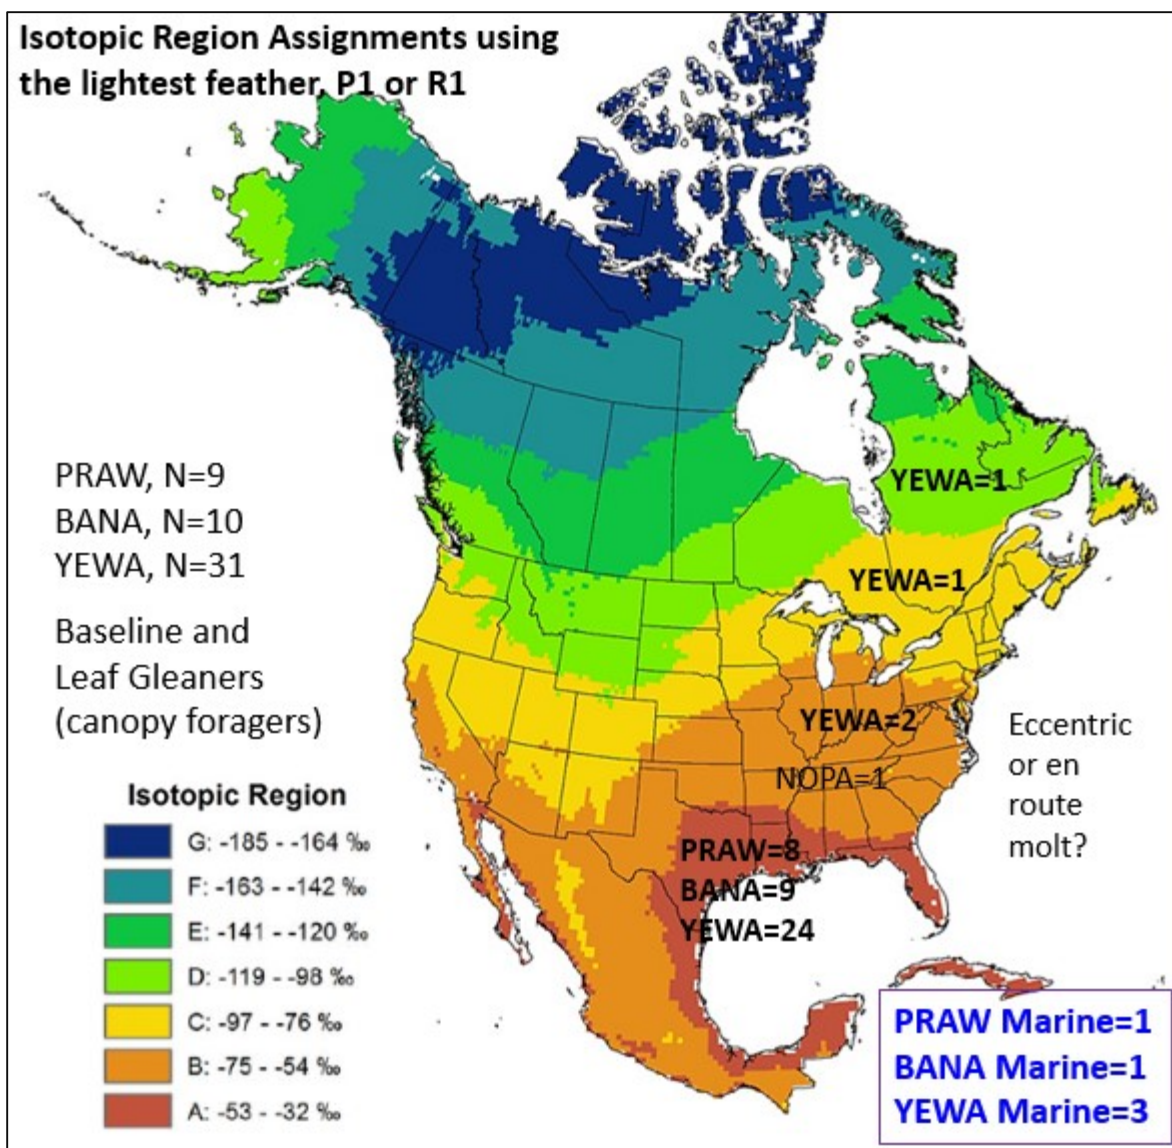 Isotopic Region Assignments using
the lightest feather, P1 or R1
PRAW, N=9
BANA, N=10
YEWA, N=31
Baseline and
Leaf Gleaners
(canopy foragers)
YEWA=1
YEWA=1
YEWA=2
NOPA=1
PRAW=8
BANA=9
YEWA=24
Eccentric
or en
route
molt?
Isotopic Region
G: -185 - -164 ‰
F: -163 - -142 ‰
E: -141 - -120 ‰
D: -119 - -98 ‰
C: -97 - -76 ‰
B: -75 - -54 ‰
A: -53 - -32 ‰
PRAW Marine=1
BANA Marine=1
YEWA Marine=3